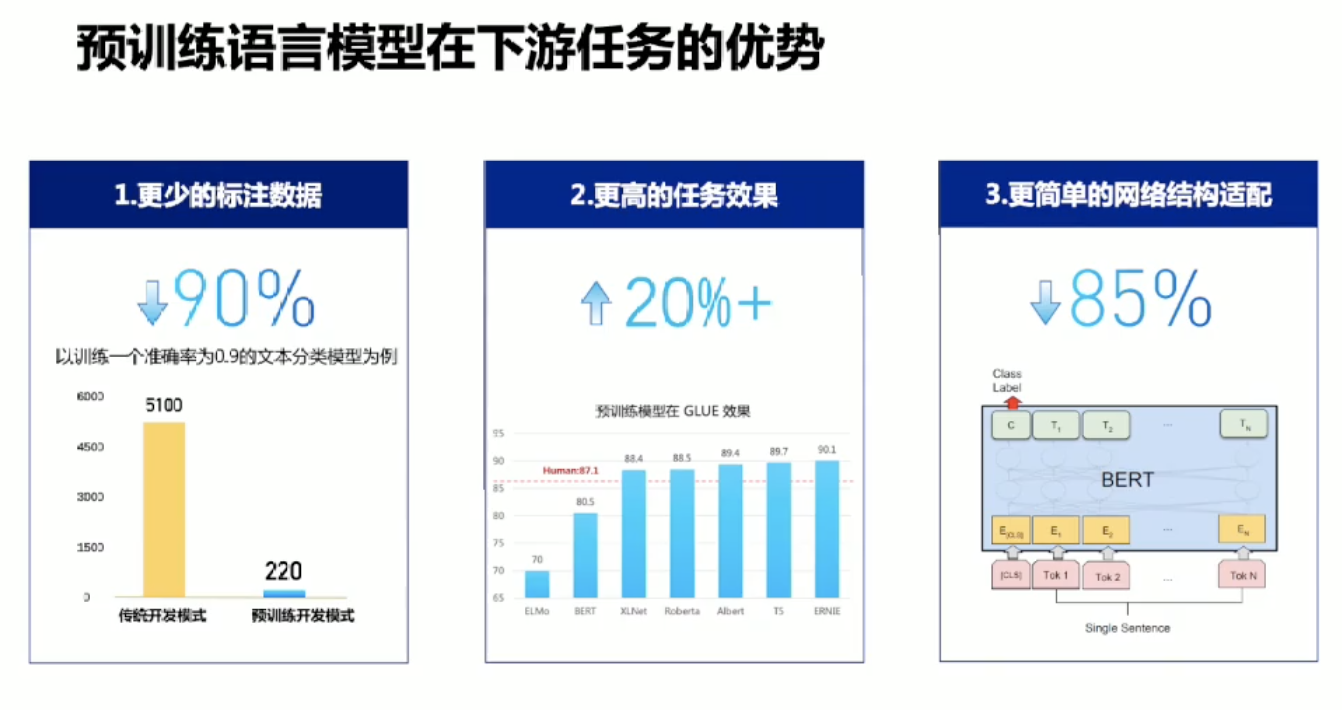 预训练语言模型在下游任务的优势
1.更少的标注数据
90%
以训练一个准确率为0.9的文本分类模型为例
6000
5100
4500
3000
1500
220
0
传统开发模式 预训练开发模式
2.更高的任务效果
20%+
预训练模型在 GLUE 效果
95
90
85
80
75
70
65
Human:87.1
70
80.5
88.4
88.5
89.4
89.7
90.1
ELMo BERT XLNet Roberta Albert T5 ERNIE
3.更简单的网络结构适配
85%
Class
Label
C T1 T2 ... TN
BERT
E[CLS] E1 E2 ... EN
[CLS] Tok 1 Tok 2 ... Tok N
Single Sentence